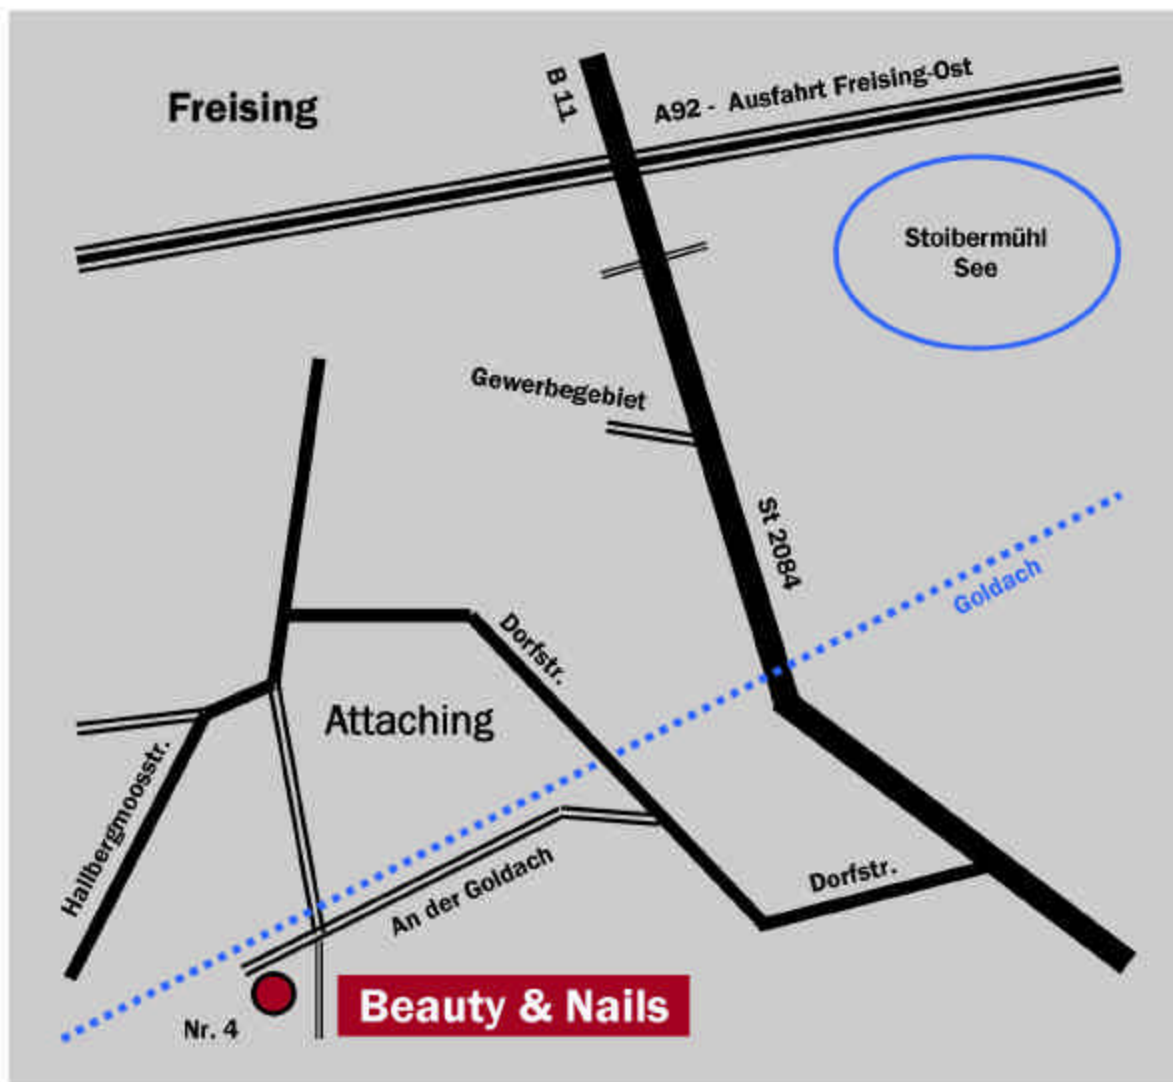 Freising
B 11
A92 - Ausfahrt Freising-Ost
Stoibermühl
See
Gewerbegebiet
St 2084
Goldach
Dorfstr.
Attaching
Hallbergmoosstr.
An der Goldach
Dorfstr.
Beauty & Nails
Nr. 4